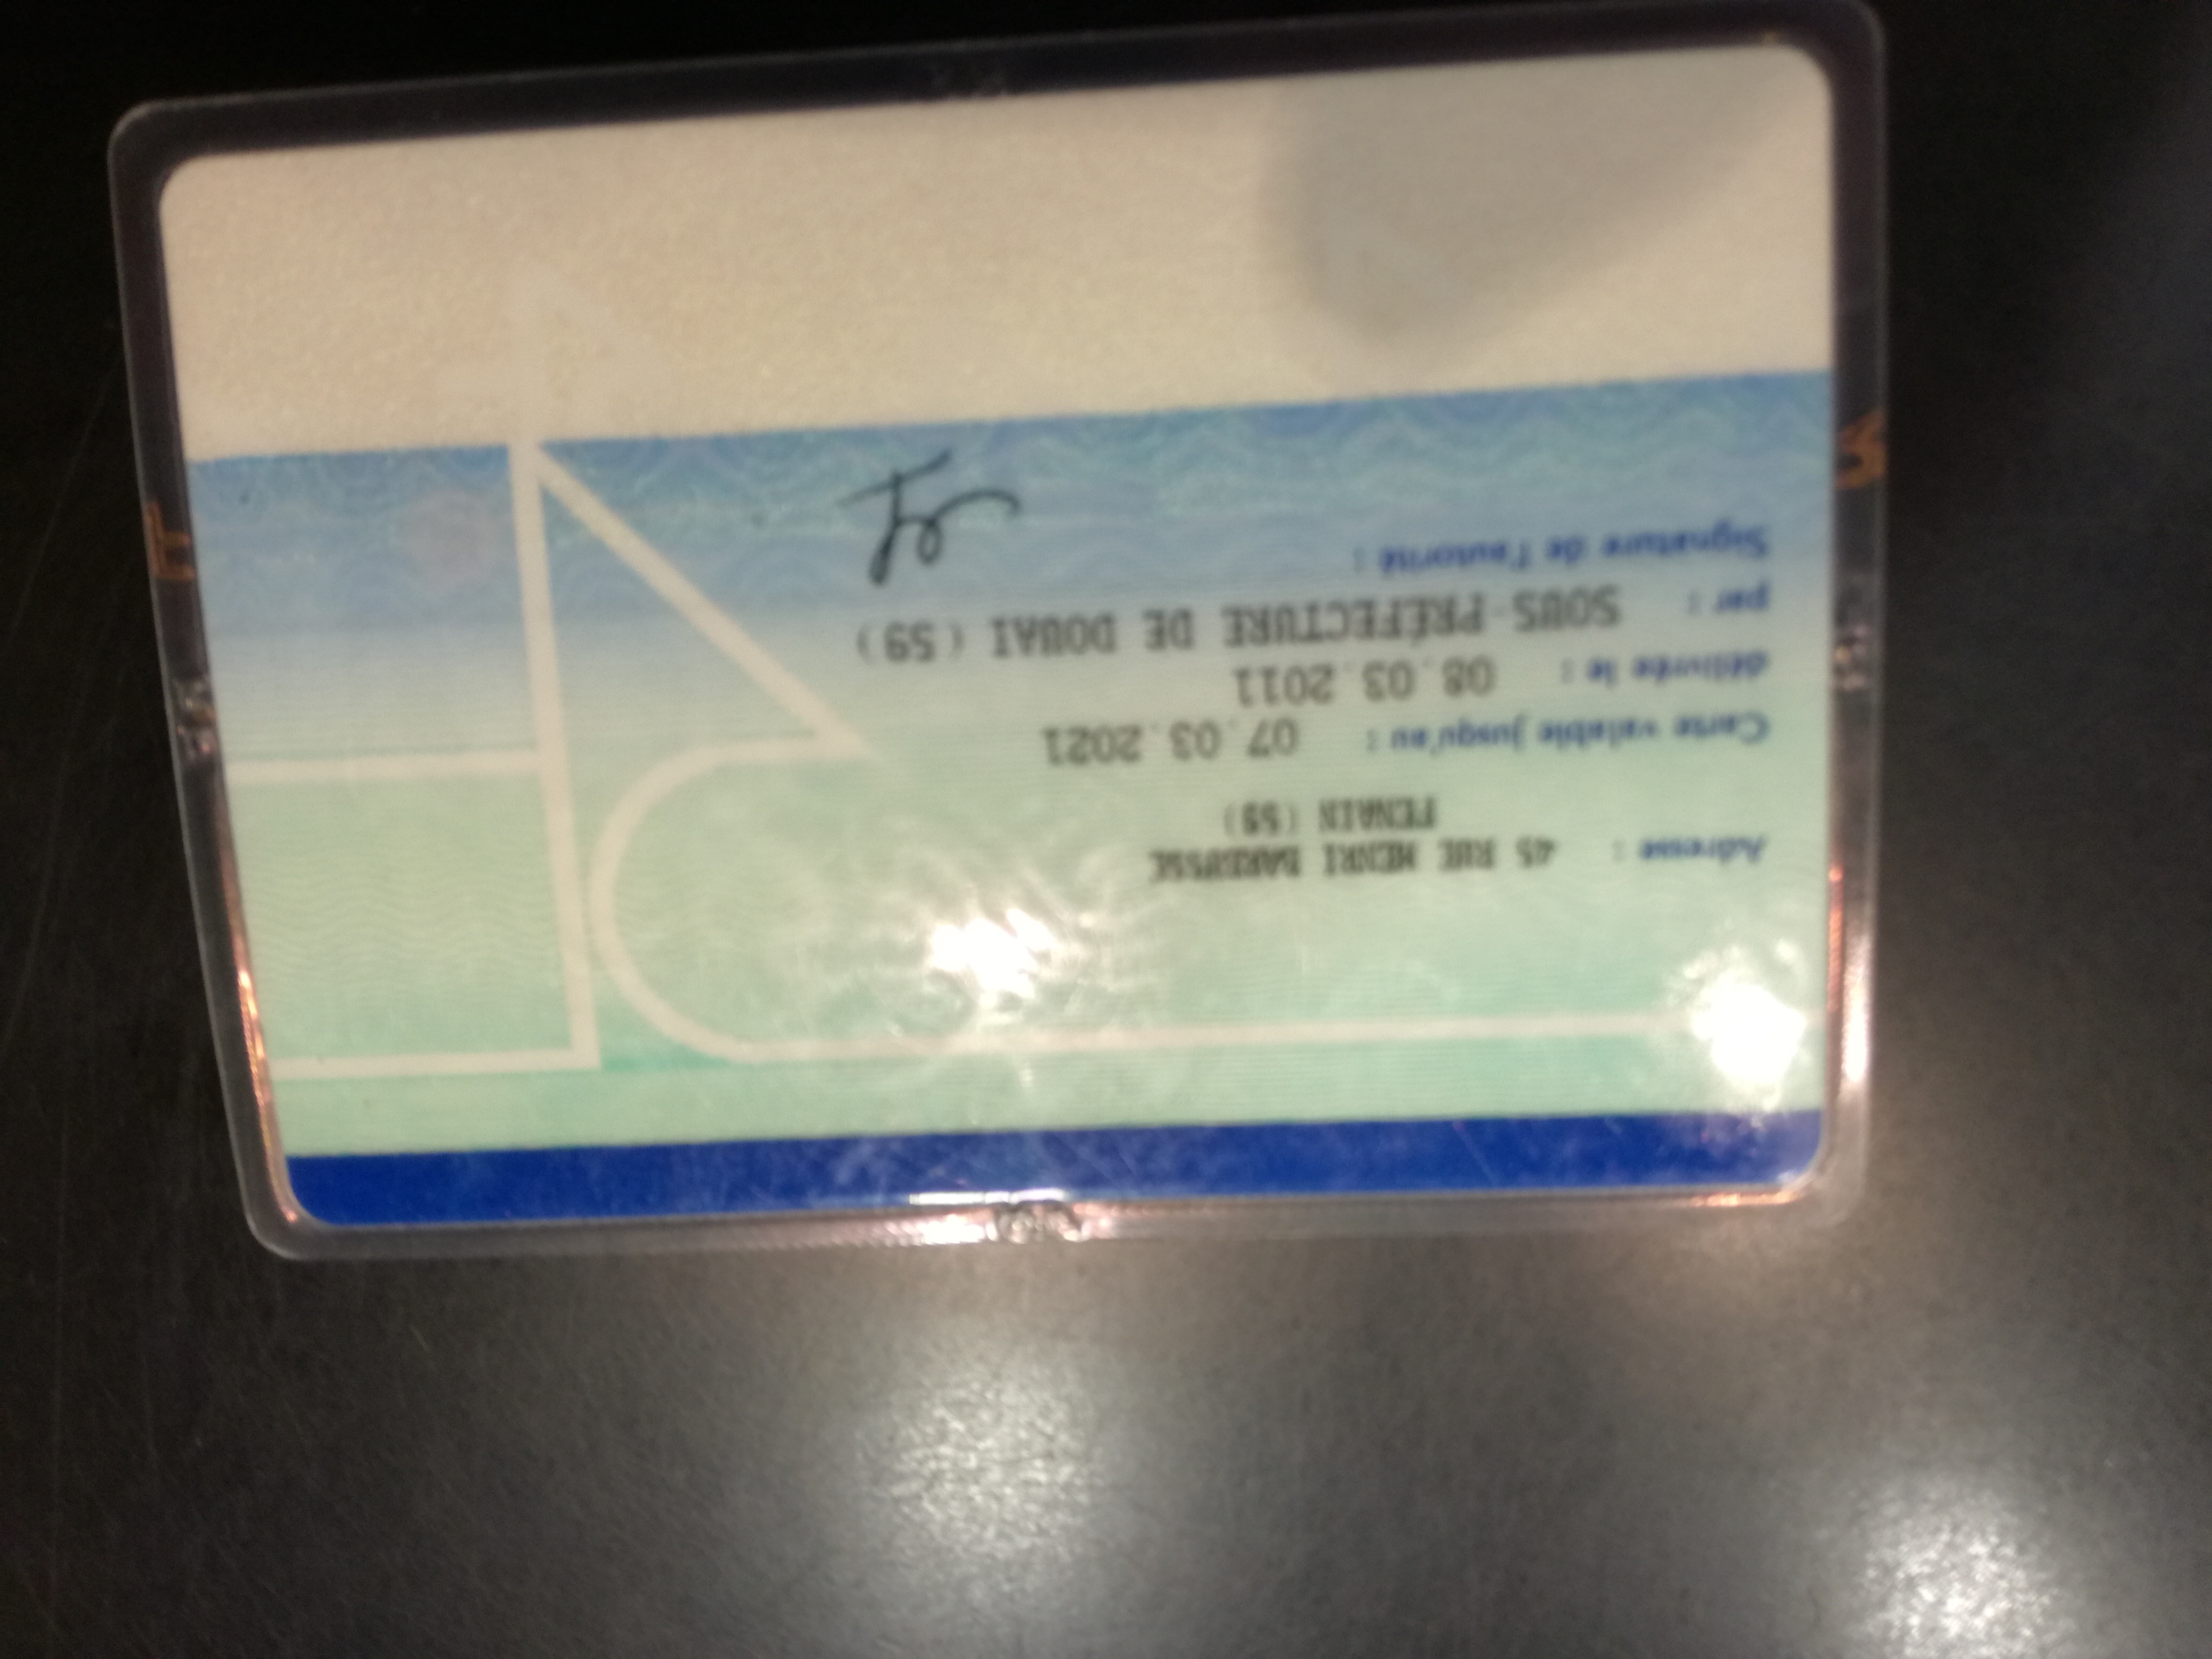 Adresse : 45 RUE HENRI BARBUSSE
FENAIN (59)
Carte valable jusqu'au : 07.03.2021
délivrée le : 08.03.2011
par : SOUS-PRÉFECTURE DE DOUAI (59)
Signature de l'autorité :